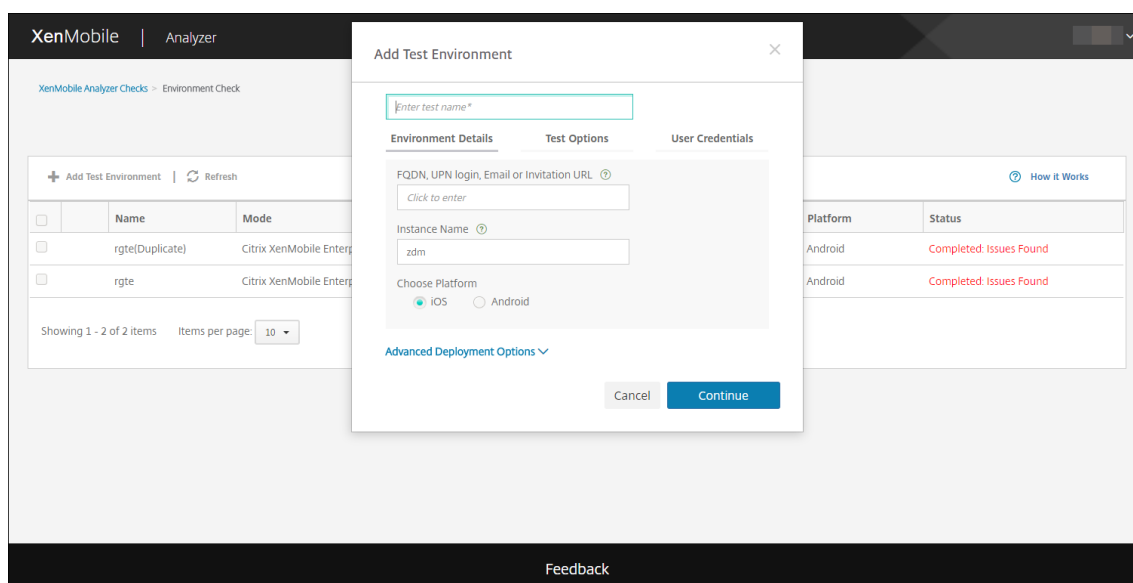 XenMobile | Analyzer
XenMobile Analyzer Checks > Environment Check
Add Test Environment | Refresh
How it Works
Name Mode Platform Status
rgte(Duplicate) Citrix XenMobile Enterp Android Completed: Issues Found
rgte Citrix XenMobile Enterp Android Completed: Issues Found
Showing 1 - 2 of 2 items Items per page: 10
Add Test Environment
Enter test name*
Environment Details Test Options User Credentials
FQDN, UPN login, Email or Invitation URL ?
Click to enter
Instance Name ?
zdm
Choose Platform
iOS Android
Advanced Deployment Options
Cancel Continue
Feedback